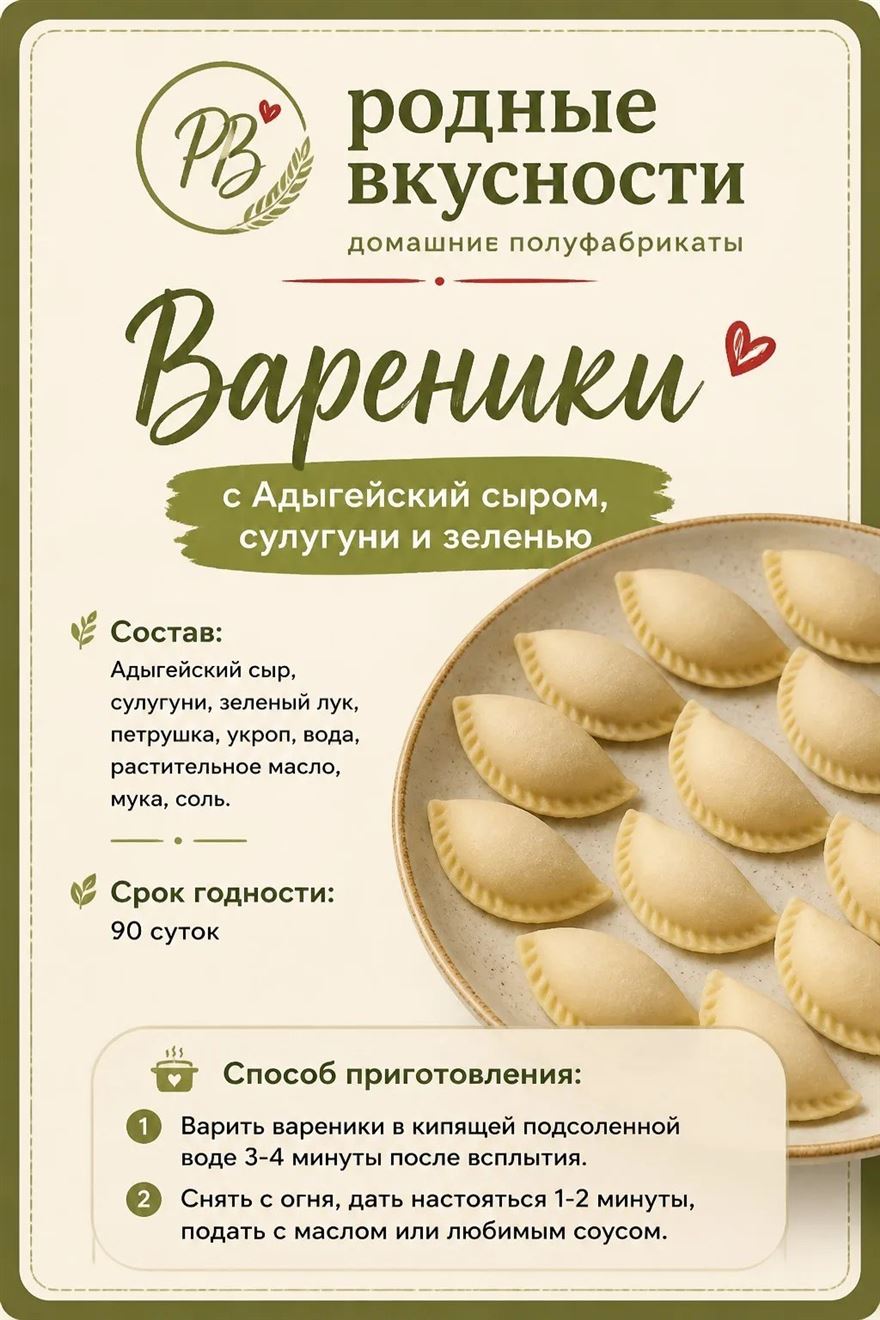 РВ
родные
вкусности
домашние полуфабрикаты
Вареники
с Адыгейский сыром,
сулугуни и зеленью
Состав:
Адыгейский сыр,
сулугуни, зеленый лук,
петрушка, укроп, вода,
растительное масло,
мука, соль.
Срок годности:
90 суток
Способ приготовления:
1 Варить вареники в кипящей подсоленной
воде 3-4 минуты после всплытия.
2 Снять с огня, дать настояться 1-2 минуты,
подать с маслом или любимым соусом.